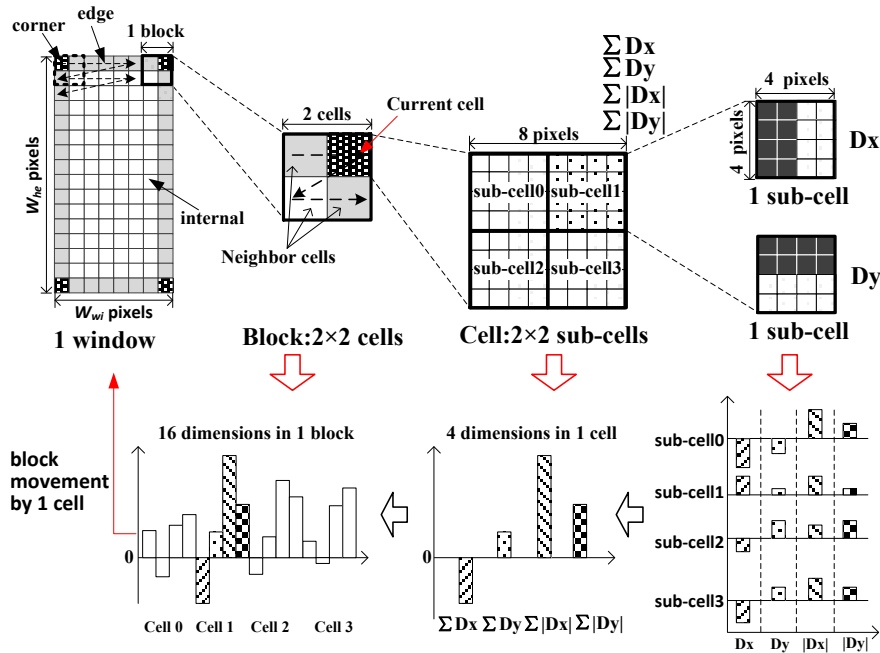 corner
edge
1 block
W_he pixels
internal
W_wi pixels
1 window
2 cells
Current cell
Neighbor cells
Block:2×2 cells
∑ Dx
∑ Dy
∑ |Dx|
∑ |Dy|
8 pixels
sub-cell0
sub-cell1
sub-cell2
sub-cell3
Cell:2×2 sub-cells
4 pixels
4 pixels
Dx
1 sub-cell
Dy
1 sub-cell
block
movement
by 1 cell
16 dimensions in 1 block
0
Cell 0 Cell 1 Cell 2 Cell 3
4 dimensions in 1 cell
0
∑ Dx ∑ Dy ∑ |Dx| ∑ |Dy|
sub-cell0
sub-cell1
sub-cell2
sub-cell3
Dx Dy |Dx| |Dy|